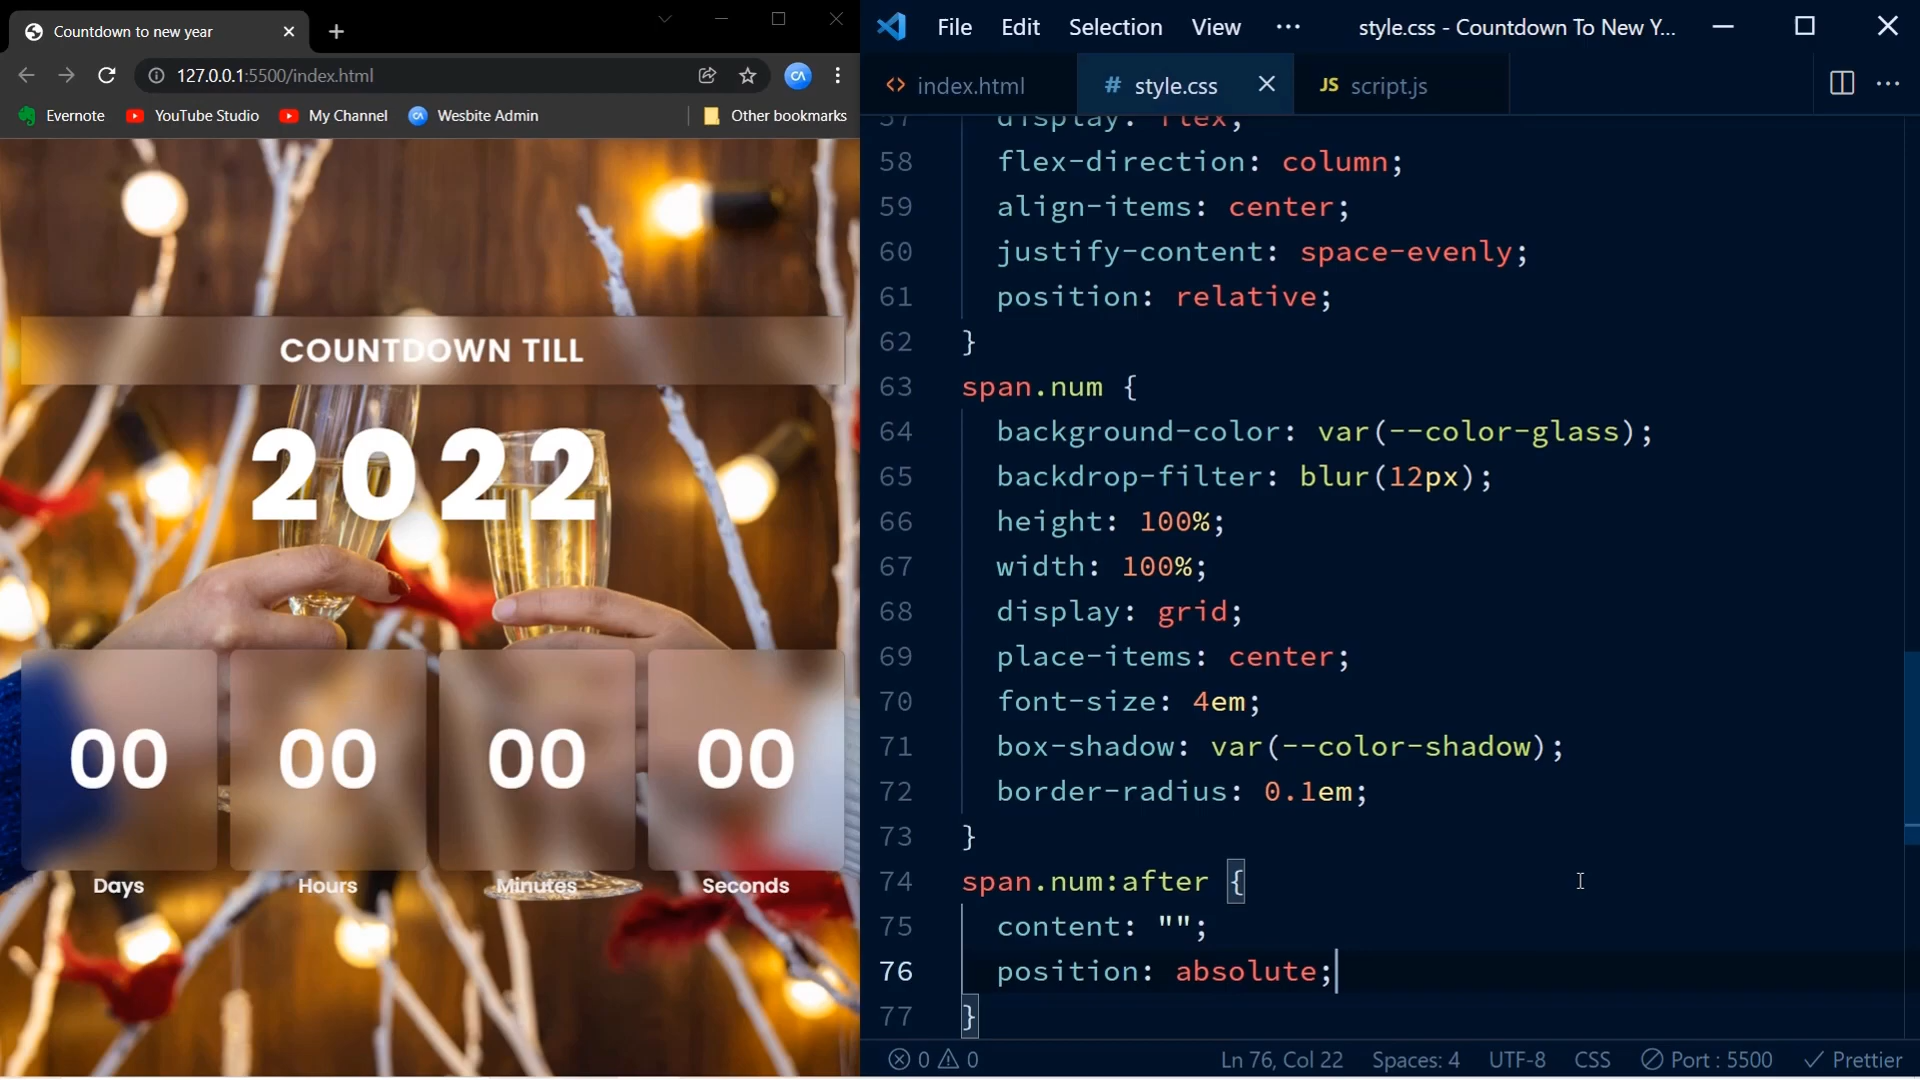 Countdown to new year
127.0.0.1:5500/index.html
Evernote YouTube Studio My Channel Wesbite Admin Other bookmarks
COUNTDOWN TILL
2022
00 00 00 00
Days Hours Minutes Seconds
File Edit Selection View ··· style.css - Countdown To New Y...
<> index.html # style.css JS script.js
57 display: flex;
58 flex-direction: column;
59 align-items: center;
60 justify-content: space-evenly;
61 position: relative;
62 }
63 span.num {
64 background-color: var(--color-glass);
65 backdrop-filter: blur(12px);
66 height: 100%;
67 width: 100%;
68 display: grid;
69 place-items: center;
70 font-size: 4em;
71 box-shadow: var(--color-shadow);
72 border-radius: 0.1em;
73 }
74 span.num:after {
75 content: "";
76 position: absolute;
77 }
0 0 Ln 76, Col 22 Spaces: 4 UTF-8 CSS Port : 5500 Prettier